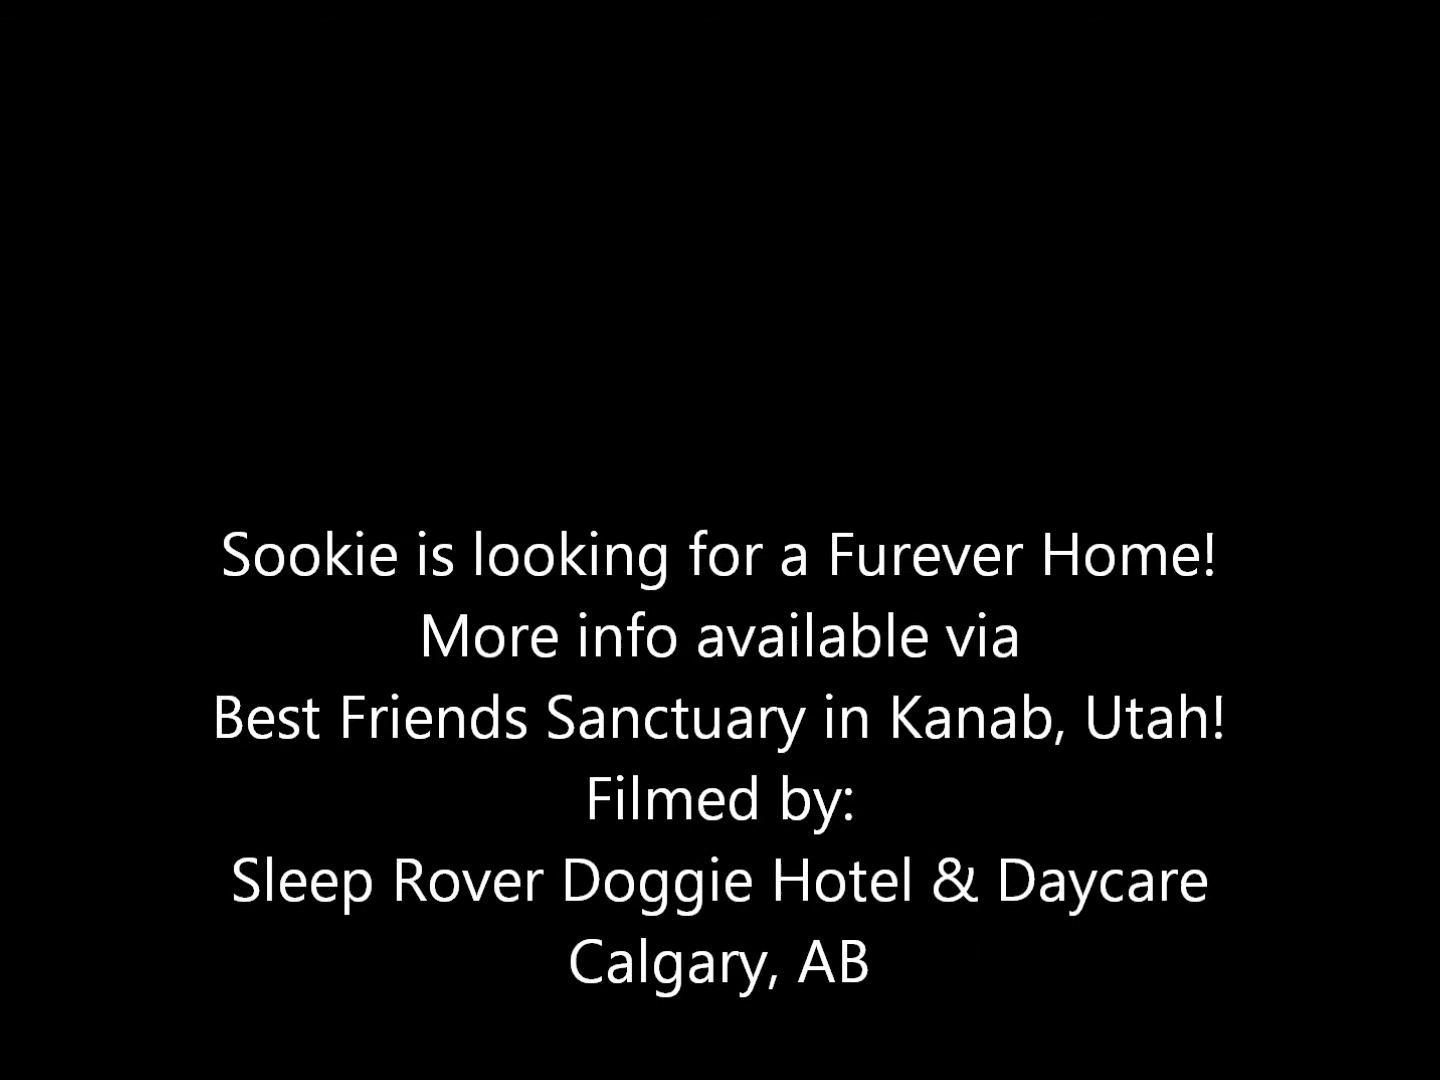 Sookie is looking for a Furever Home!
More info available via
Best Friends Sanctuary in Kanab, Utah!
Filmed by:
Sleep Rover Doggie Hotel & Daycare
Calgary, AB